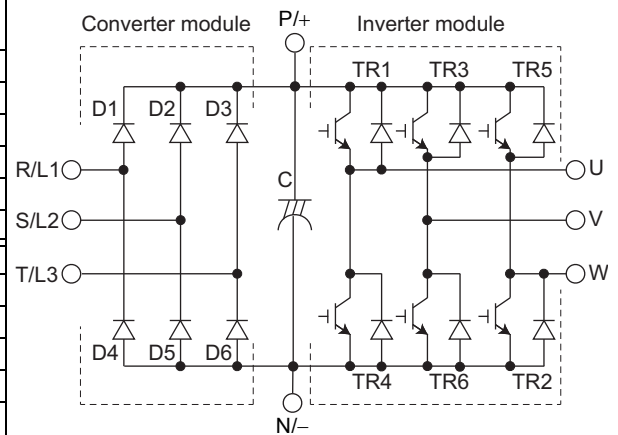 Converter module
P/+
Inverter module
D1
D2
D3
TR1
TR3
TR5
R/L1
U
C
S/L2
V
T/L3
W
D4
D5
D6
TR4
TR6
TR2
N/−